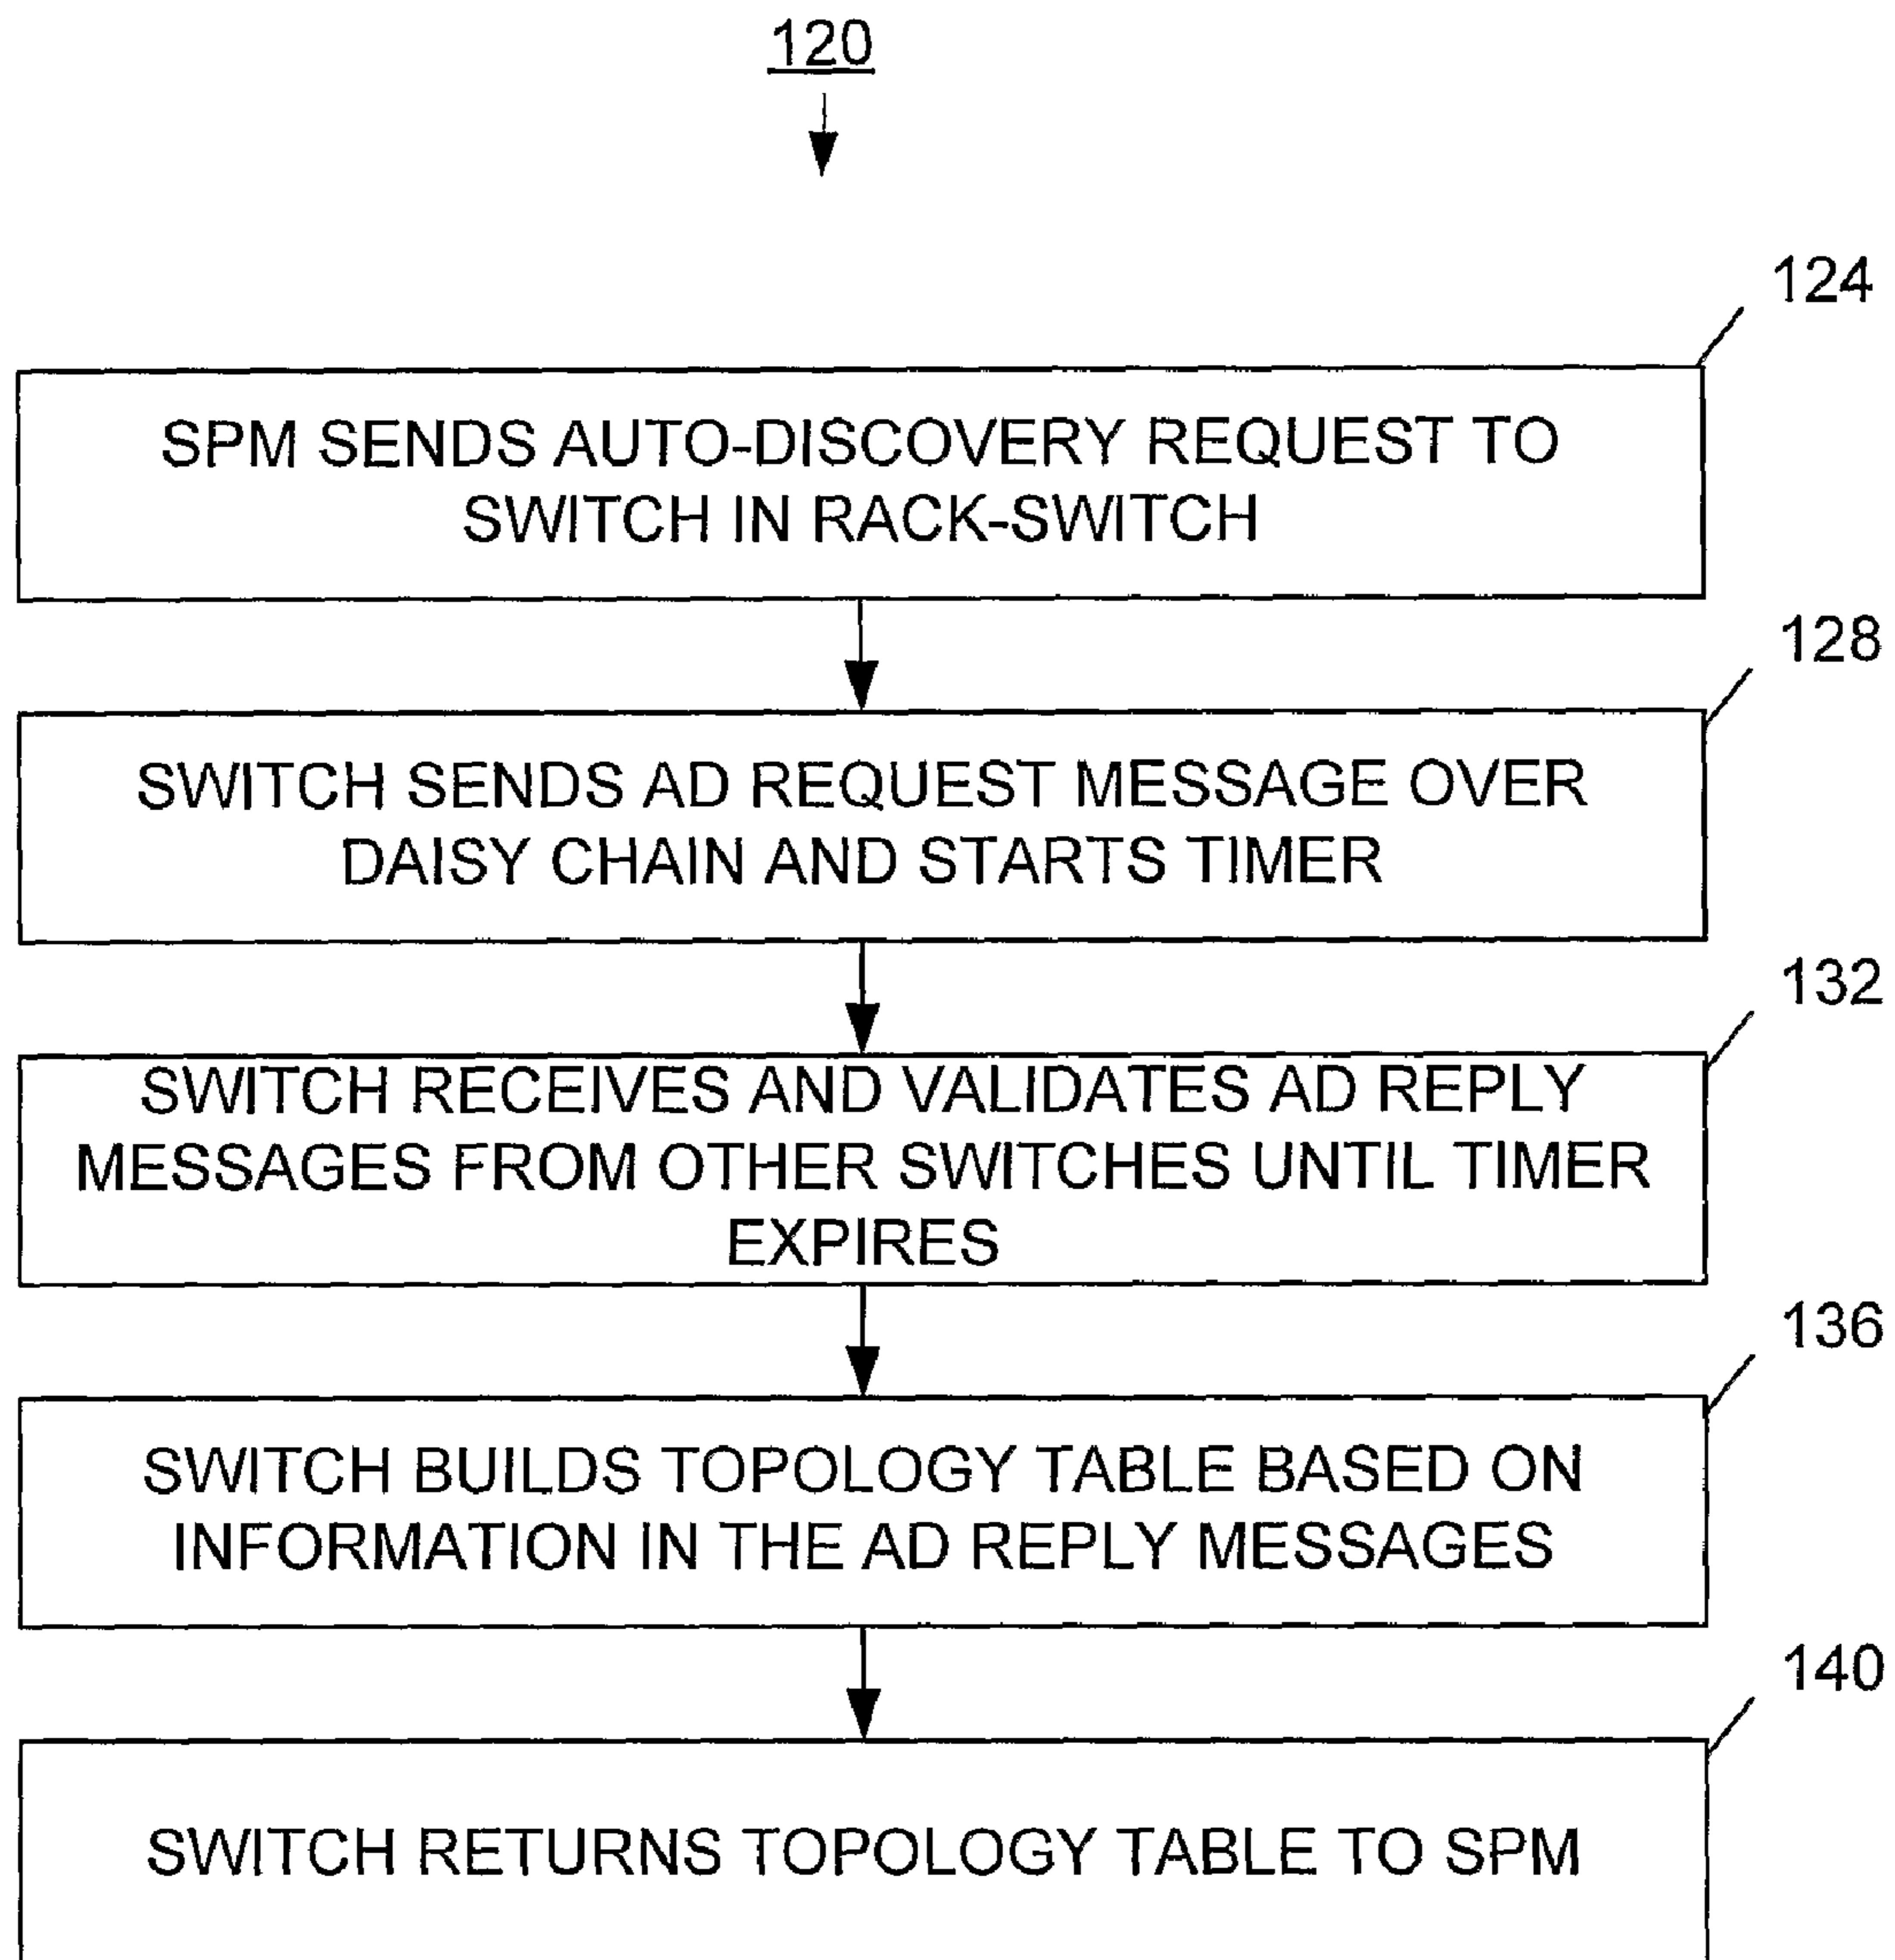 120
124
SPM SENDS AUTO-DISCOVERY REQUEST TO
SWITCH IN RACK-SWITCH
128
SWITCH SENDS AD REQUEST MESSAGE OVER
DAISY CHAIN AND STARTS TIMER
132
SWITCH RECEIVES AND VALIDATES AD REPLY
MESSAGES FROM OTHER SWITCHES UNTIL TIMER
EXPIRES
136
SWITCH BUILDS TOPOLOGY TABLE BASED ON
INFORMATION IN THE AD REPLY MESSAGES
140
SWITCH RETURNS TOPOLOGY TABLE TO SPM